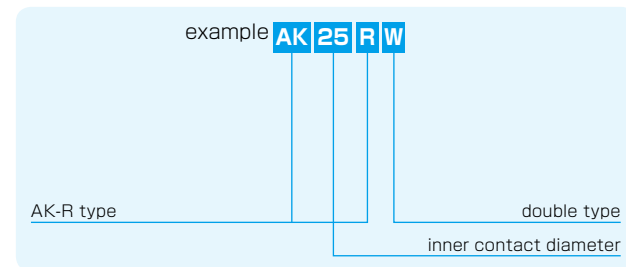 example AK 25 R W
AK-R type double type
inner contact diameter